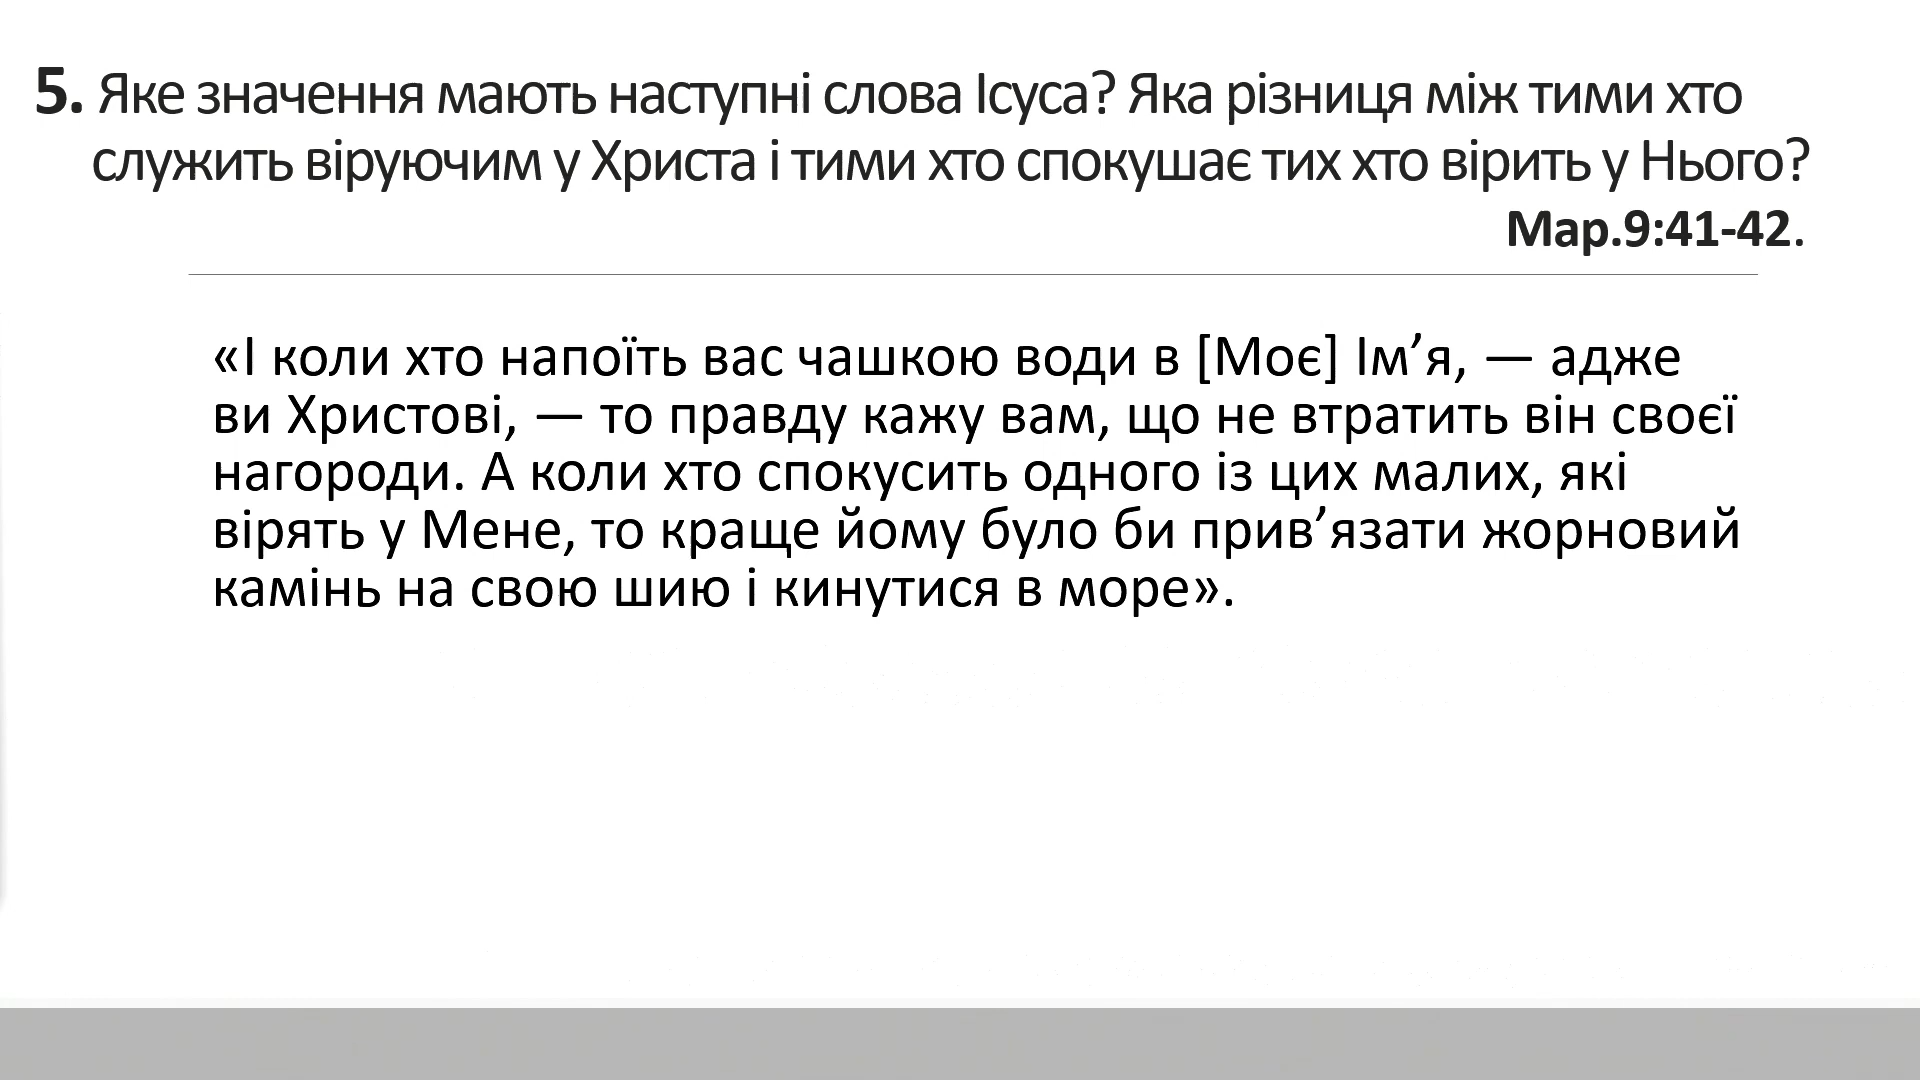 5. Яке значення мають наступні слова Ісуса? Яка різниця між тими хто
служить віруючим у Христа і тими хто спокушає тих хто вірить у Нього?
Мар.9:41-42.
«І коли хто напоїть вас чашкою води в [Моє] Ім’я, — адже
ви Христові, — то правду кажу вам, що не втратить він своєї
нагороди. А коли хто спокусить одного із цих малих, які
вірять у Мене, то краще йому було би прив’язати жорновий
камінь на свою шию і кинутися в море».